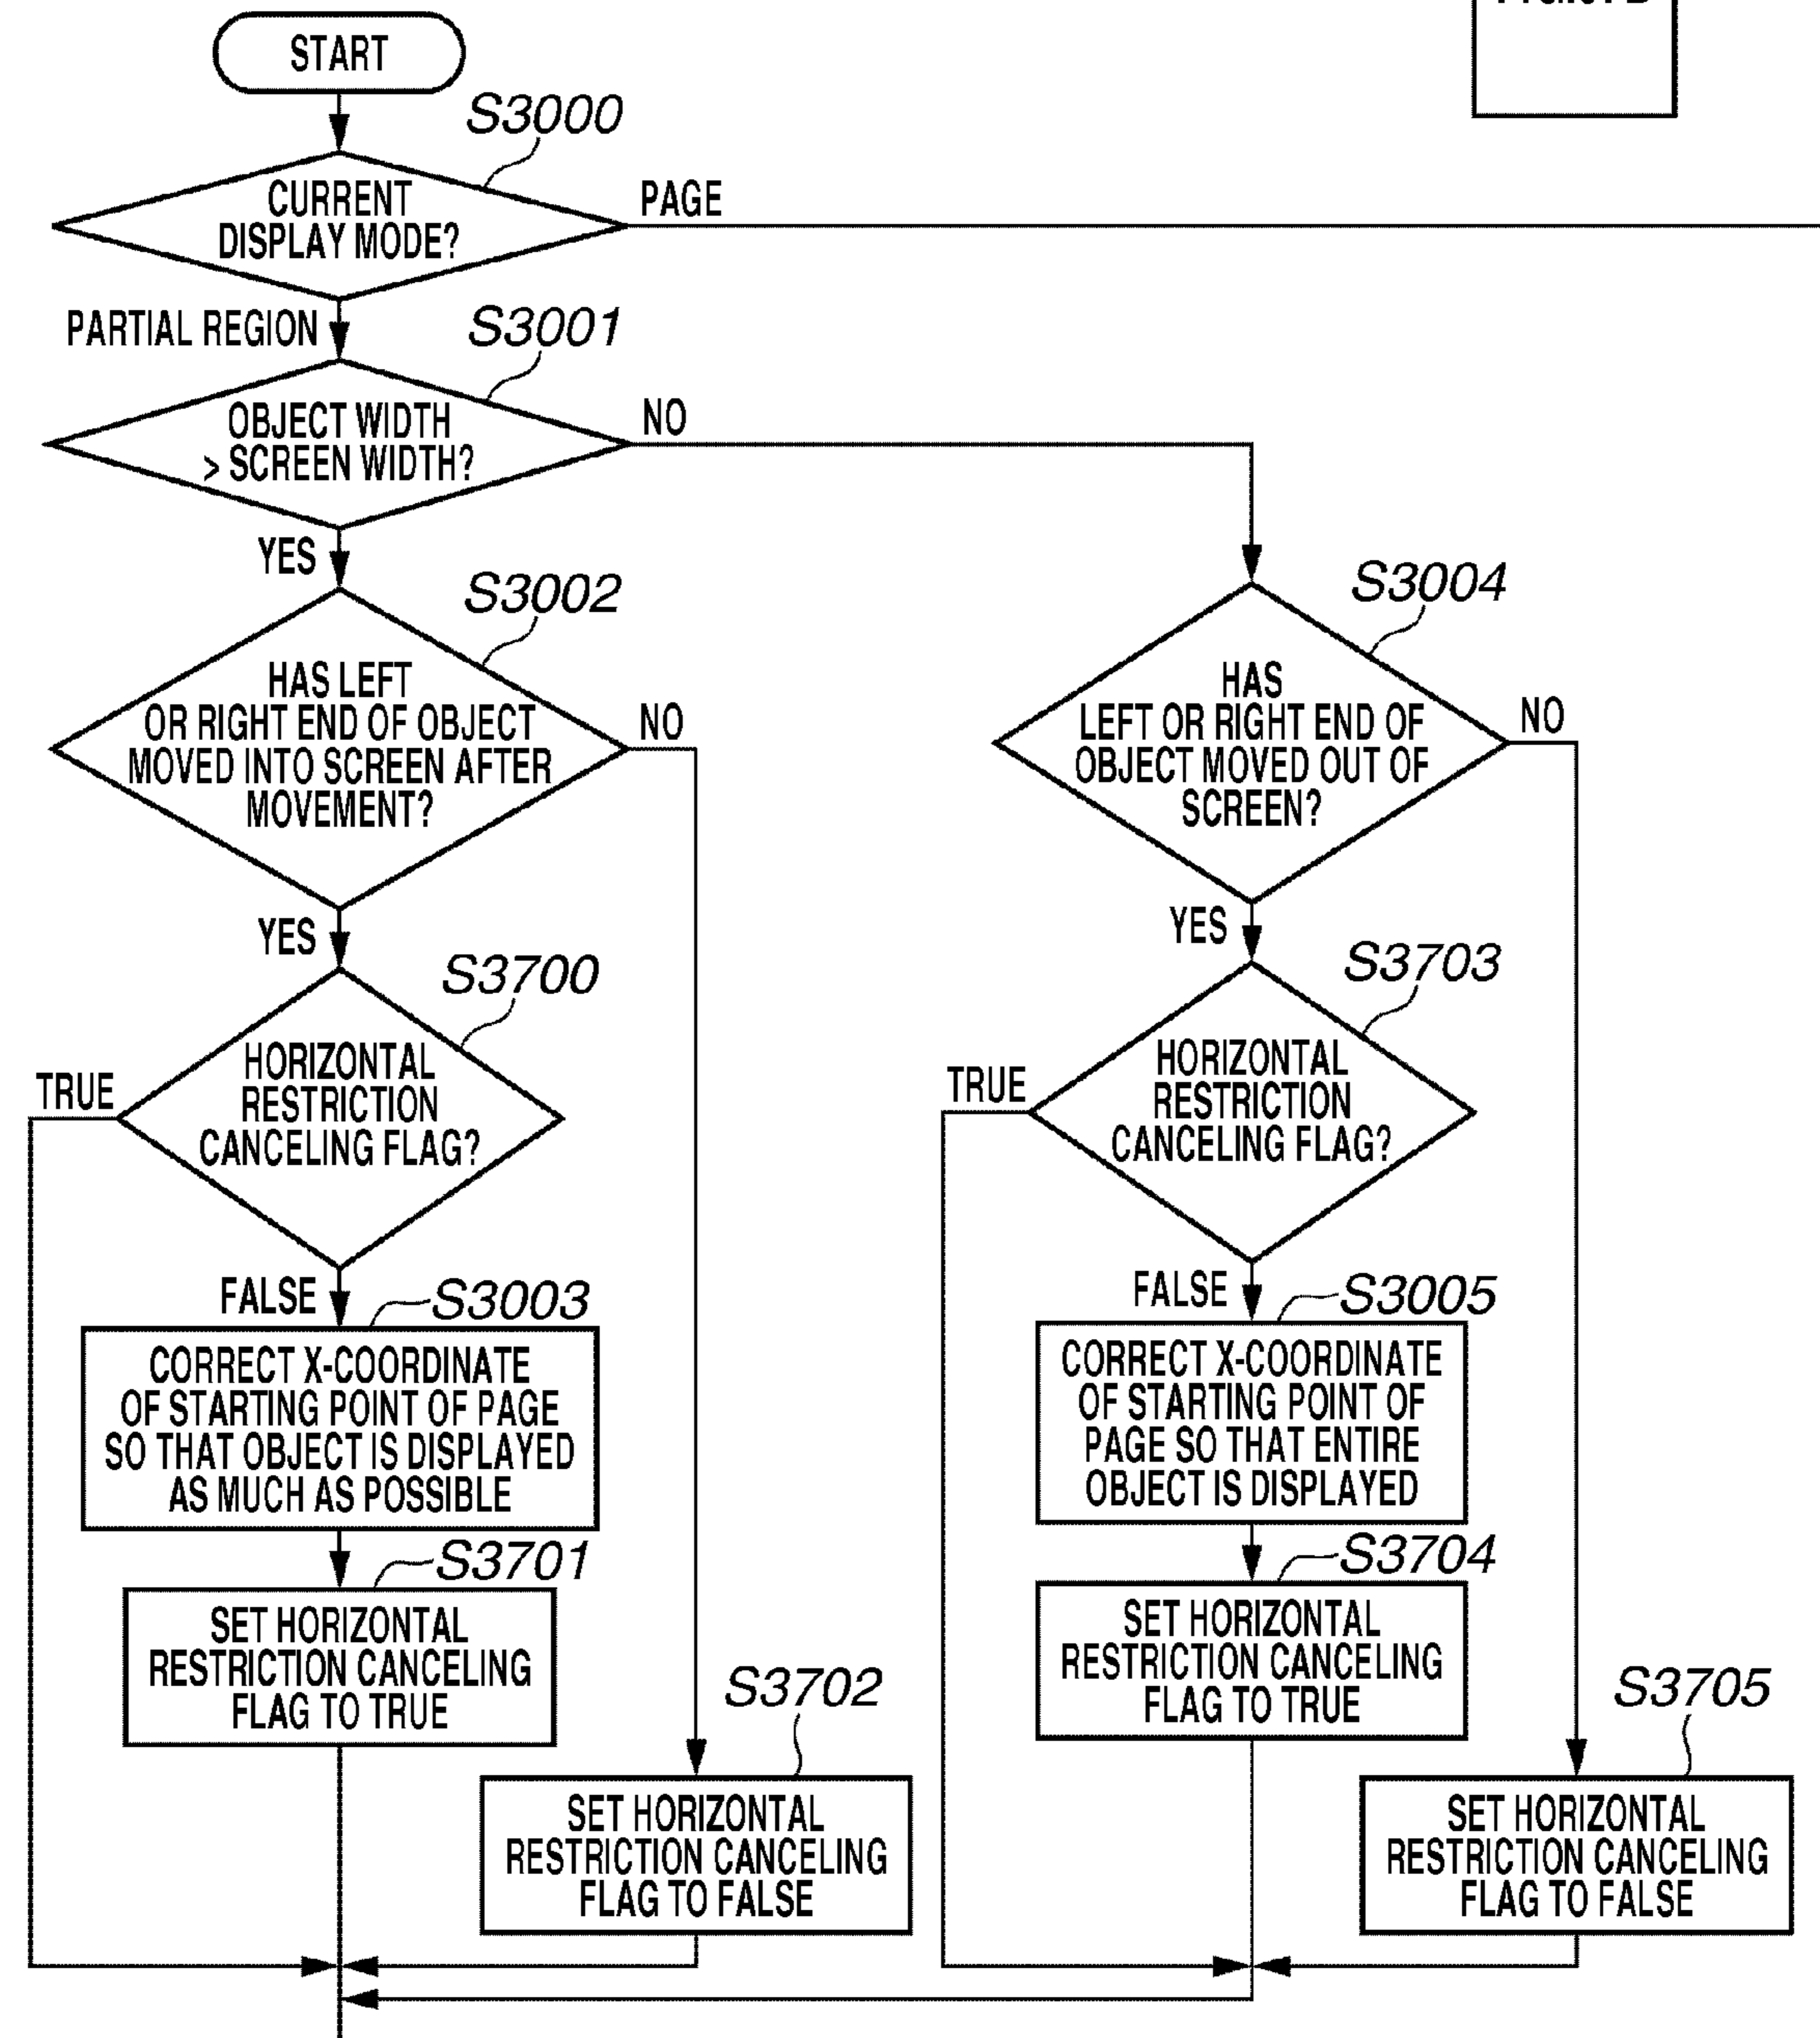 START
S3000
CURRENT
DISPLAY MODE?
PAGE
PARTIAL REGION
S3001
OBJECT WIDTH
> SCREEN WIDTH?
NO
YES
S3002
HAS LEFT
OR RIGHT END OF OBJECT
MOVED INTO SCREEN AFTER
MOVEMENT?
NO
S3004
HAS
LEFT OR RIGHT END OF
OBJECT MOVED OUT OF
SCREEN?
NO
YES
S3700
HORIZONTAL
RESTRICTION
CANCELING FLAG?
TRUE
YES
S3703
HORIZONTAL
RESTRICTION
CANCELING FLAG?
TRUE
FALSE
S3003
CORRECT X-COORDINATE
OF STARTING POINT OF PAGE
SO THAT OBJECT IS DISPLAYED
AS MUCH AS POSSIBLE
FALSE
S3005
CORRECT X-COORDINATE
OF STARTING POINT OF
PAGE SO THAT ENTIRE
OBJECT IS DISPLAYED
S3701
SET HORIZONTAL
RESTRICTION CANCELING
FLAG TO TRUE
S3704
SET HORIZONTAL
RESTRICTION CANCELING
FLAG TO TRUE
S3702
SET HORIZONTAL
RESTRICTION CANCELING
FLAG TO FALSE
S3705
SET HORIZONTAL
RESTRICTION CANCELING
FLAG TO FALSE